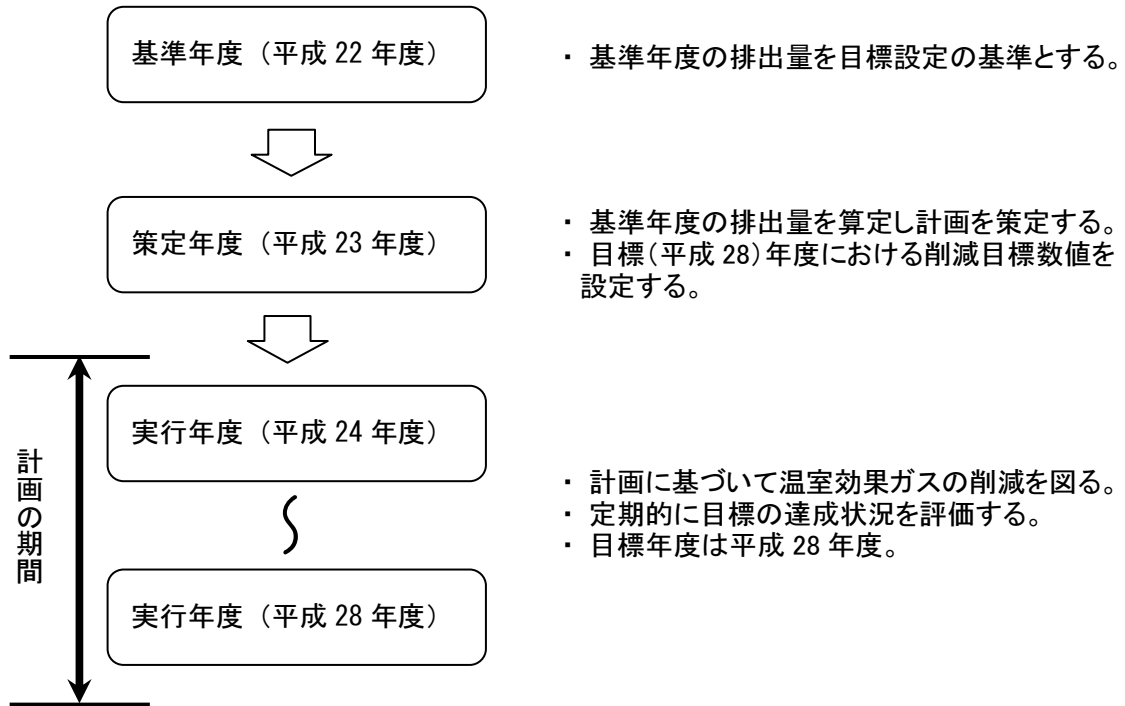 基準年度（平成 22 年度）
・ 基準年度の排出量を目標設定の基準とする。
策定年度（平成 23 年度）
・ 基準年度の排出量を算定し計画を策定する。
・ 目標（平成 28）年度における削減目標数値を
設定する。
計画の期間
実行年度（平成 24 年度）
・ 計画に基づいて温室効果ガスの削減を図る。
・ 定期的に目標の達成状況を評価する。
・ 目標年度は平成 28 年度。
実行年度（平成 28 年度）